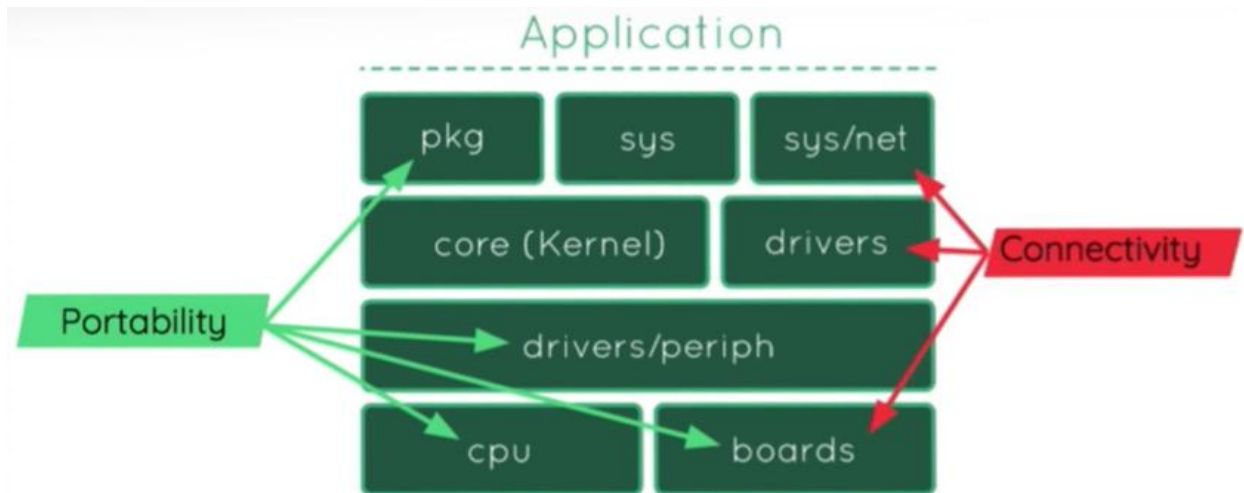 Application
pkg
sys
sys/net
core (Kernel)
drivers
Connectivity
Portability
drivers/periph
cpu
boards